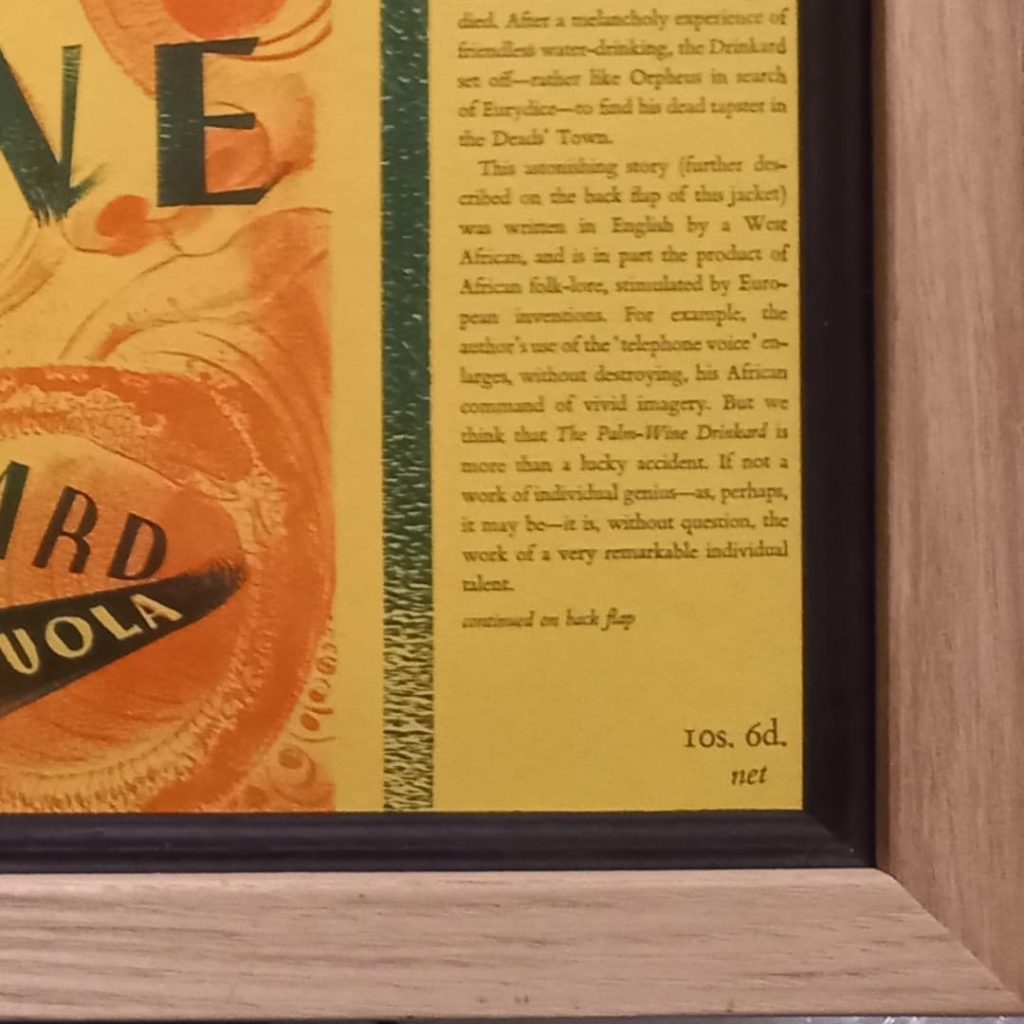 NE
ARD
UOLA
died. After a melancholy experience of
friendless water-drinking, the Drinkard
set off—rather like Orpheus in search
of Eurydice—to find his dead tapster in
the Deads' Town.
This astonishing story (further des-
cribed on the back flap of this jacket)
was written in English by a West
African, and is in part the product of
African folk-lore, stimulated by Euro-
pean inventions. For example, the
author's use of the 'telephone voice' en-
larges, without destroying, his African
command of vivid imagery. But we
think that The Palm-Wine Drinkard is
more than a lucky accident. If not a
work of individual genius—as, perhaps,
it may be—it is, without question, the
work of a very remarkable individual
talent.
continued on back flap
10s. 6d.
net